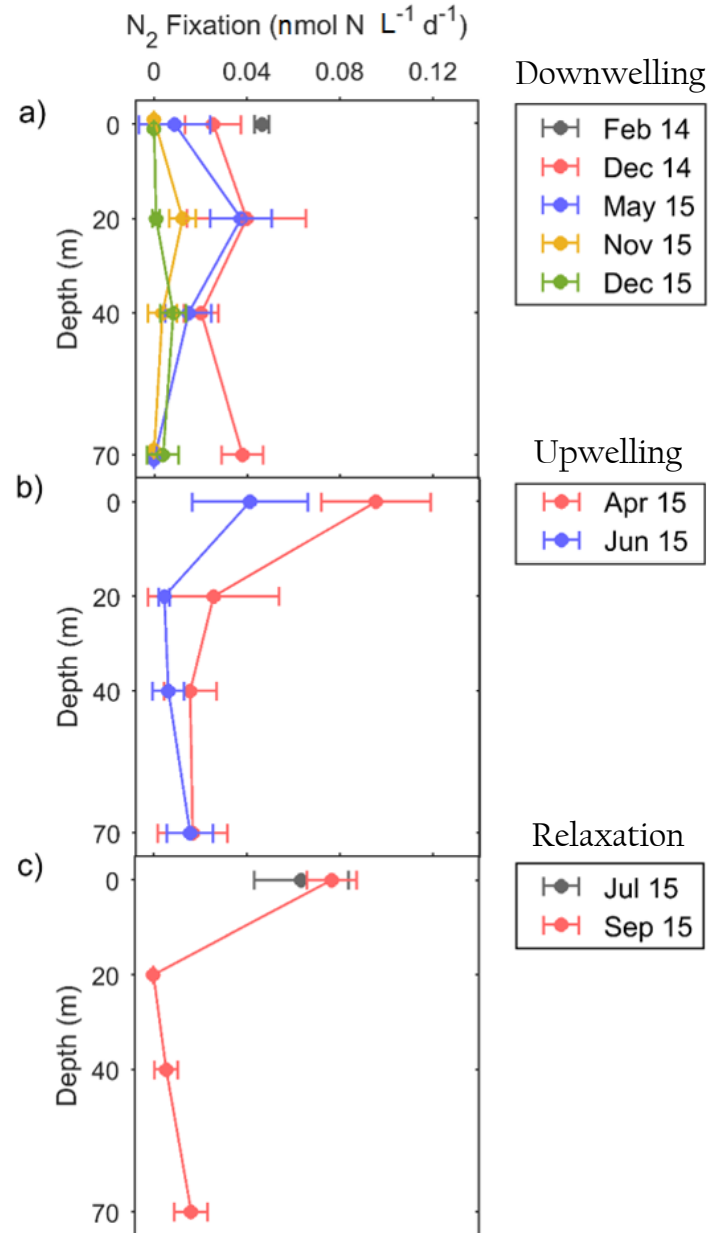 N2 Fixation (nmol N L-1 d-1)
0 0.04 0.08 0.12
Downwelling
a)
0
20
40
70
Depth (m)
Feb 14
Dec 14
May 15
Nov 15
Dec 15
Upwelling
b)
0
20
40
70
Depth (m)
Apr 15
Jun 15
Relaxation
c)
0
20
40
70
Depth (m)
Jul 15
Sep 15